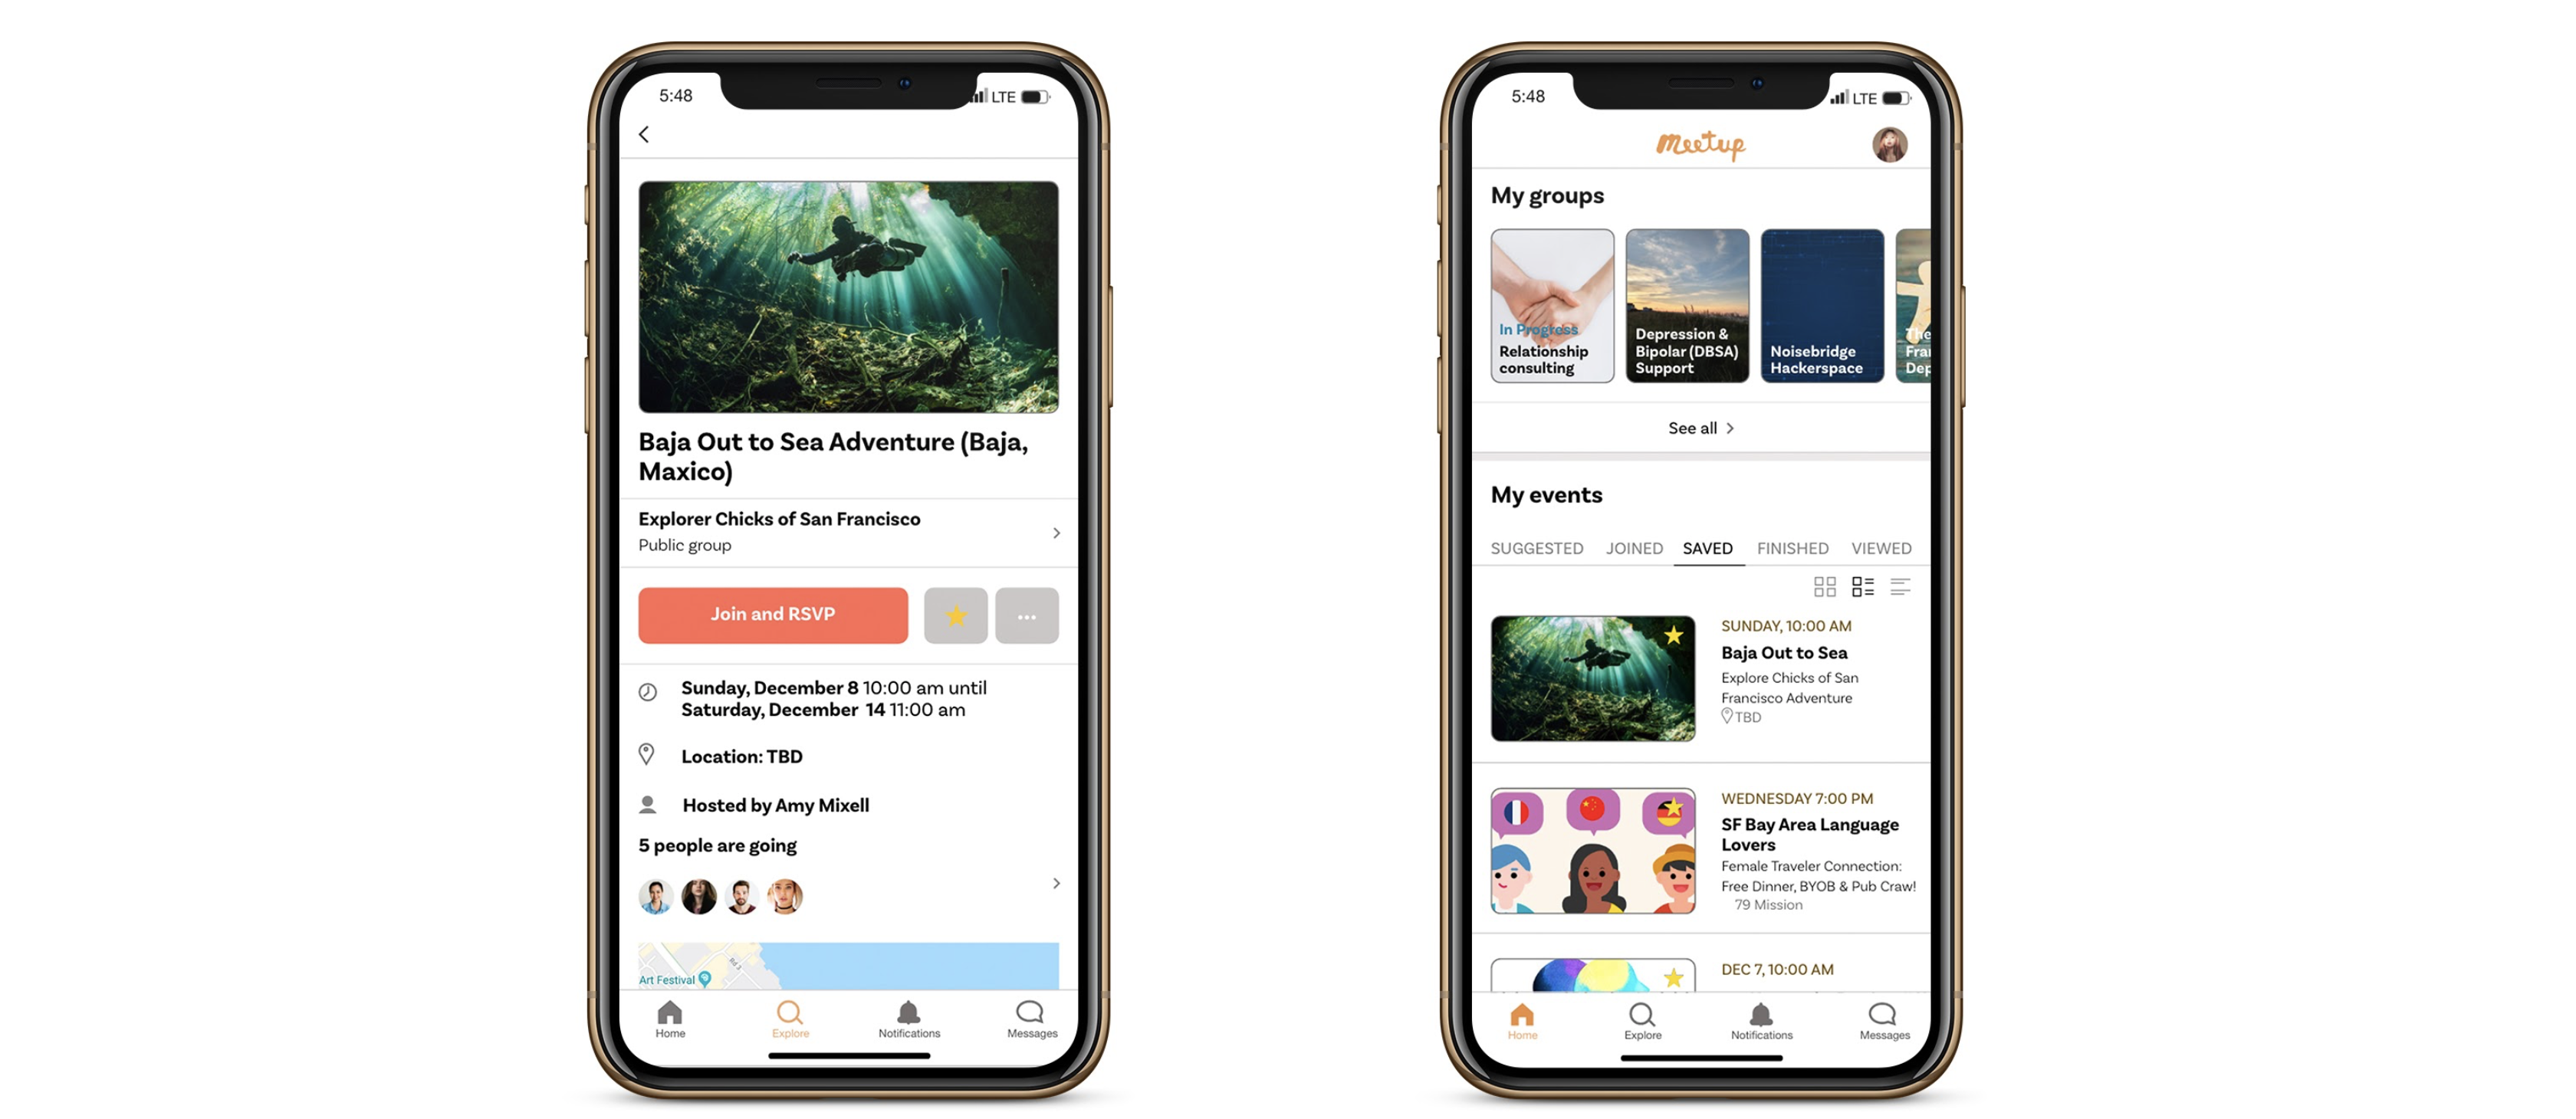 5:48
LTE
Baja Out to Sea Adventure (Baja,
Maxico)
Explorer Chicks of San Francisco
Public group
Join and RSVP
Sunday, December 8 10:00 am until
Saturday, December 14 11:00 am
Location: TBD
Hosted by Amy Mixell
5 people are going
Rd 3
Art Festival
Home
Explore
Notifications
Messages
5:48
LTE
meetup
My groups
In Progress
Relationship
consulting
Depression &
Bipolar (DBSA)
Support
Noisebridge
Hackerspace
The
Fra
Dep
See all
My events
SUGGESTED JOINED SAVED FINISHED VIEWED
SUNDAY, 10:00 AM
Baja Out to Sea
Explore Chicks of San
Francisco Adventure
TBD
WEDNESDAY 7:00 PM
SF Bay Area Language
Lovers
Female Traveler Connection:
Free Dinner, BYOB & Pub Craw!
79 Mission
DEC 7, 10:00 AM
Home
Explore
Notifications
Messages